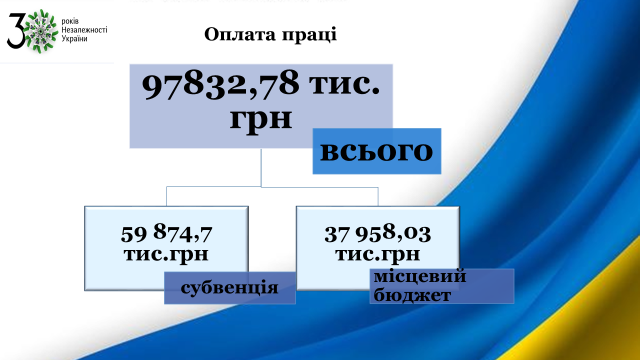 30 років
Незалежності
України
Оплата праці
97832,78 тис.
грн
всього
59 874,7
тис.грн
субвенція
37 958,03
тис.грн
місцевий
бюджет